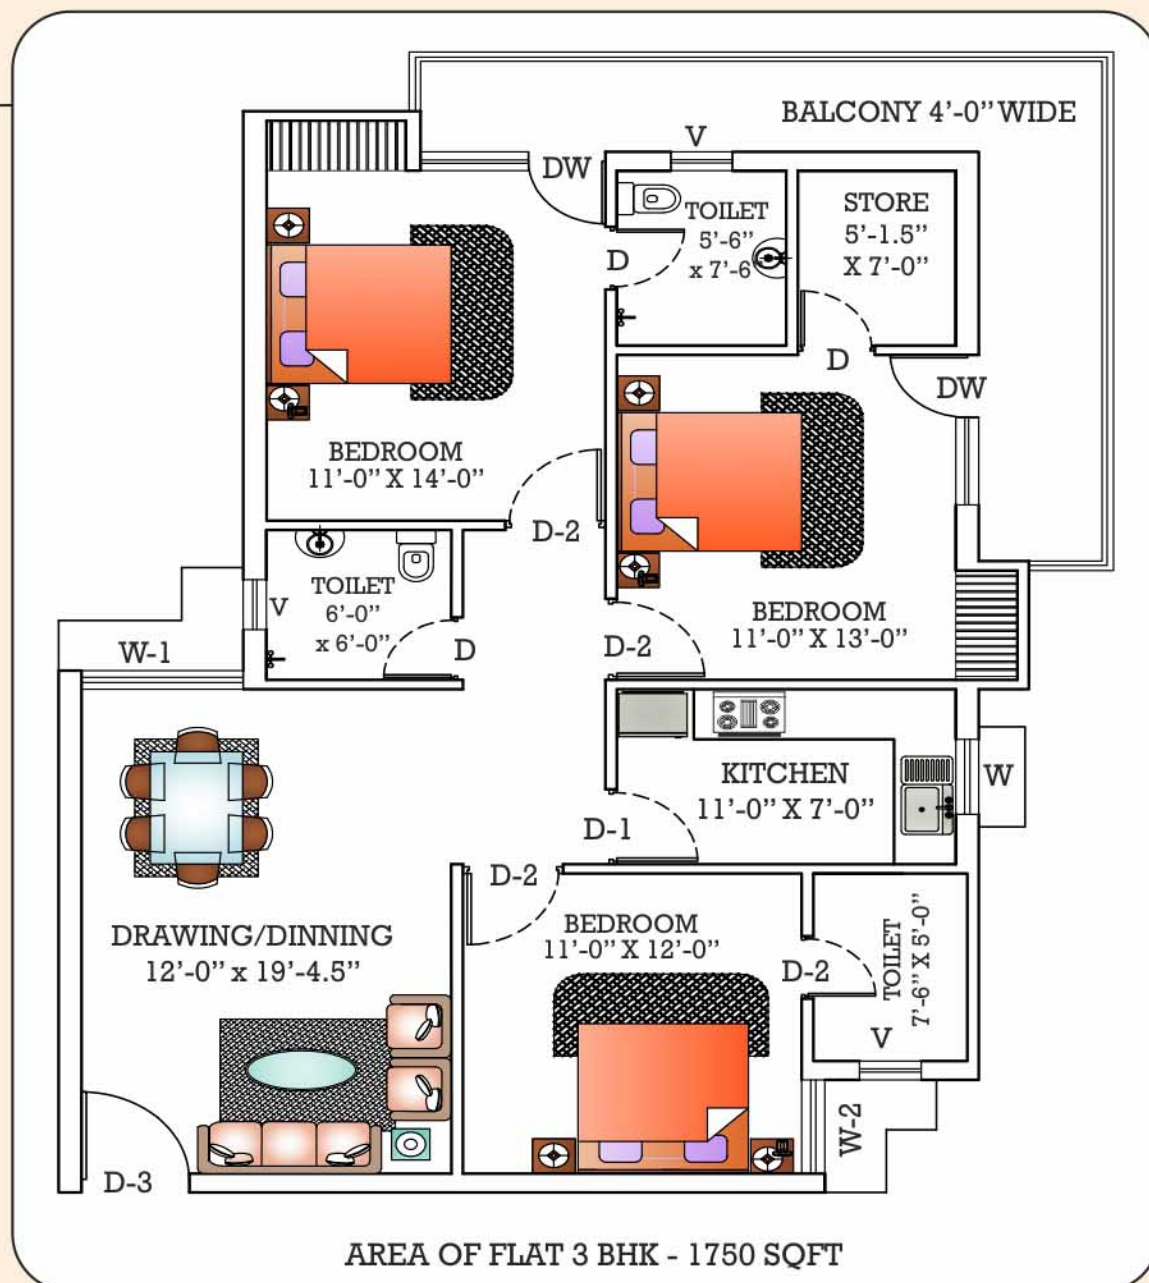 BALCONY 4'-0" WIDE
V
DW
TOILET
5'-6"
x 7'-6
STORE
5'-1.5"
X 7'-0"
D
D
DW
BEDROOM
11'-0" X 14'-0"
D-2
BEDROOM
11'-0" X 13'-0"
D-2
TOILET
6'-0"
x 6'-0"
V
D
W-1
KITCHEN
11'-0" X 7'-0"
W
D-1
D-2
DRAWING/DINNING
12'-0" x 19'-4.5"
BEDROOM
11'-0" X 12'-0"
D-2
TOILET
7'-6" X 5'-0"
V
W-2
D-3
AREA OF FLAT 3 BHK - 1750 SQFT